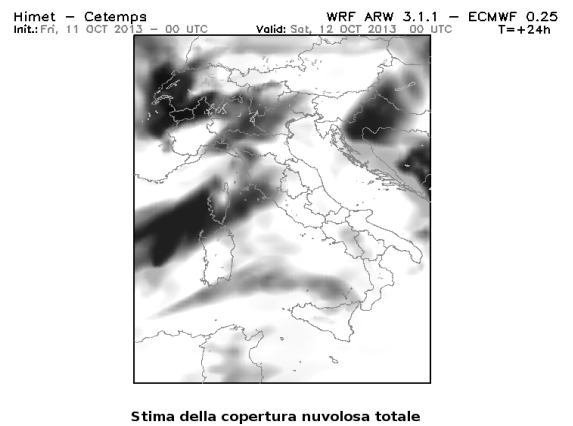 Himet – Cetemps WRF ARW 3.1.1 – ECMWF 0.25
Init.: Fri, 11 OCT 2013 – 00 UTC Valid: Sat, 12 OCT 2013 00 UTC T=+24h
Stima della copertura nuvolosa totale